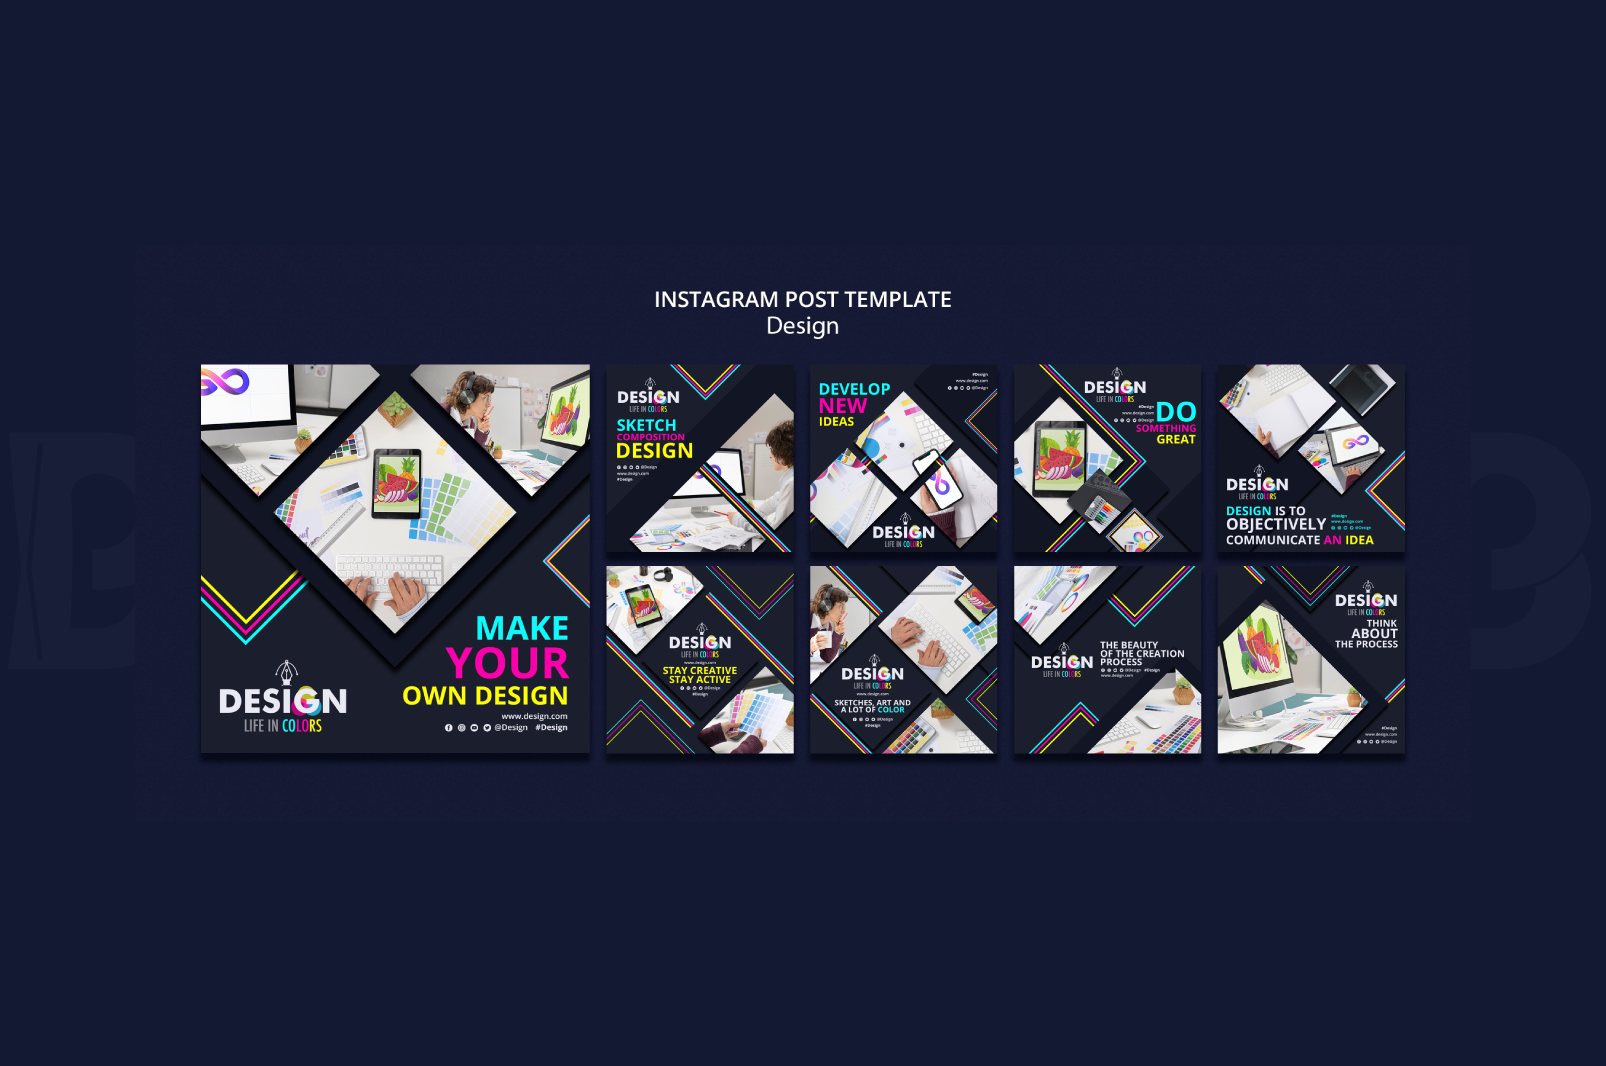 INSTAGRAM POST TEMPLATE
Design
MAKE
YOUR
OWN DESIGN
www.design.com
@Design #Design
DESIGN
LIFE IN COLORS
DESIGN
LIFE IN COLORS
SKETCH
COMPOSITION
DESIGN
@Design
www.design.com
#Design
DEVELOP
NEW
IDEAS
#Design
www.design.com
@Design
DESIGN
LIFE IN COLORS
DESIGN
LIFE IN COLORS
#Design
www.design.com
@Design
DO
SOMETHING
GREAT
DESIGN
LIFE IN COLORS
DESIGN IS TO
OBJECTIVELY
COMMUNICATE AN IDEA
#Design
www.design.com
@Design
DESIGN
LIFE IN COLORS
www.design.com
STAY CREATIVE
STAY ACTIVE
@Design
#Design
DESIGN
LIFE IN COLORS
www.design.com
SKETCHES, ART AND
A LOT OF COLOR
@Design
#Design
DESIGN
LIFE IN COLORS
THE BEAUTY
OF THE CREATION
PROCESS
@Design #Design
www.design.com
DESIGN
LIFE IN COLORS
THINK
ABOUT
THE PROCESS
#Design
www.design.com
@Design